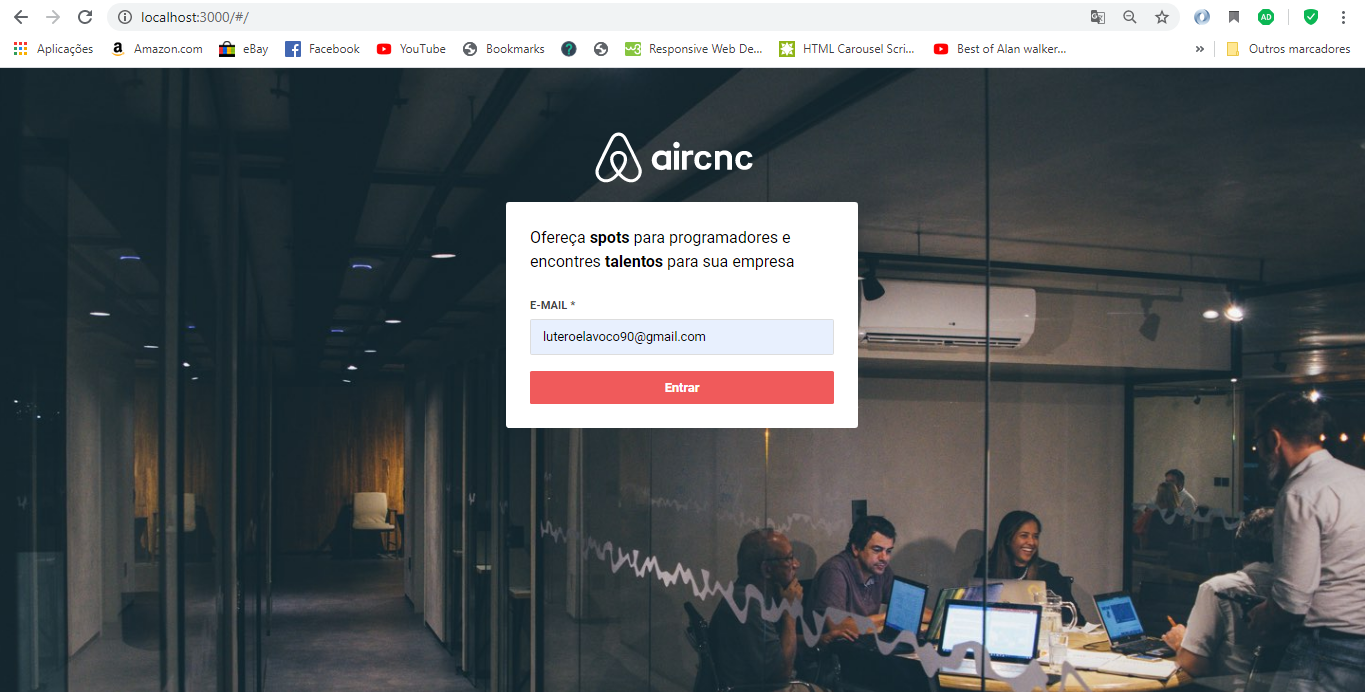 localhost:3000/#/
Aplicações Amazon.com eBay Facebook YouTube Bookmarks ? Responsive Web De... HTML Carousel Scri... Best of Alan walker... » Outros marcadores
aircnc
Ofereça spots para programadores e
encontres talentos para sua empresa
E-MAIL *
luteroelavoco90@gmail.com
Entrar